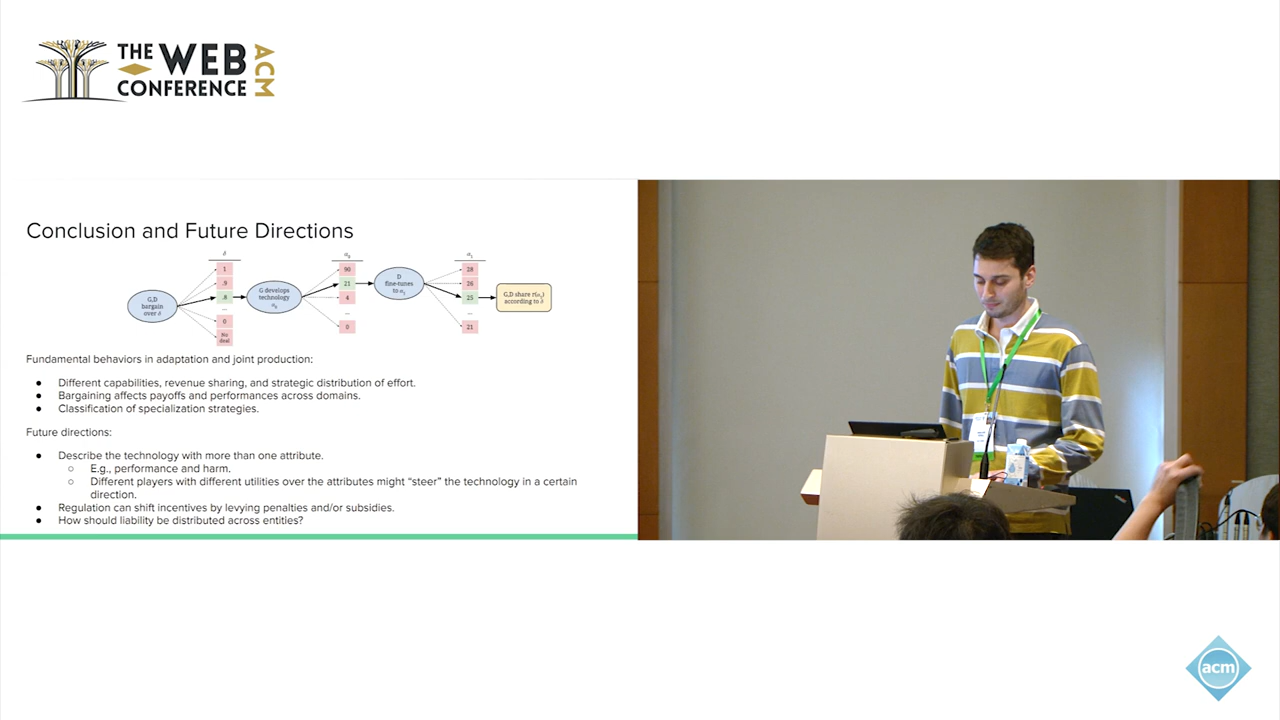 THE
WEB
CONFERENCE
ACM
Conclusion and Future Directions
δ
1
.9
.8
...
0
No
deal
G,D
bargain
over δ
G develops
technology
α₀
α₀
90
21
4
...
0
D
fine-tunes
to α₁
α₁
28
26
25
...
21
G,D share r(α₁)
according to δ
Fundamental behaviors in adaptation and joint production:
● Different capabilities, revenue sharing, and strategic distribution of effort.
● Bargaining affects payoffs and performances across domains.
● Classification of specialization strategies.
Future directions:
● Describe the technology with more than one attribute.
○ E.g., performance and harm.
○ Different players with different utilities over the attributes might “steer” the technology in a certain
direction.
● Regulation can shift incentives by levying penalties and/or subsidies.
● How should liability be distributed across entities?
acm